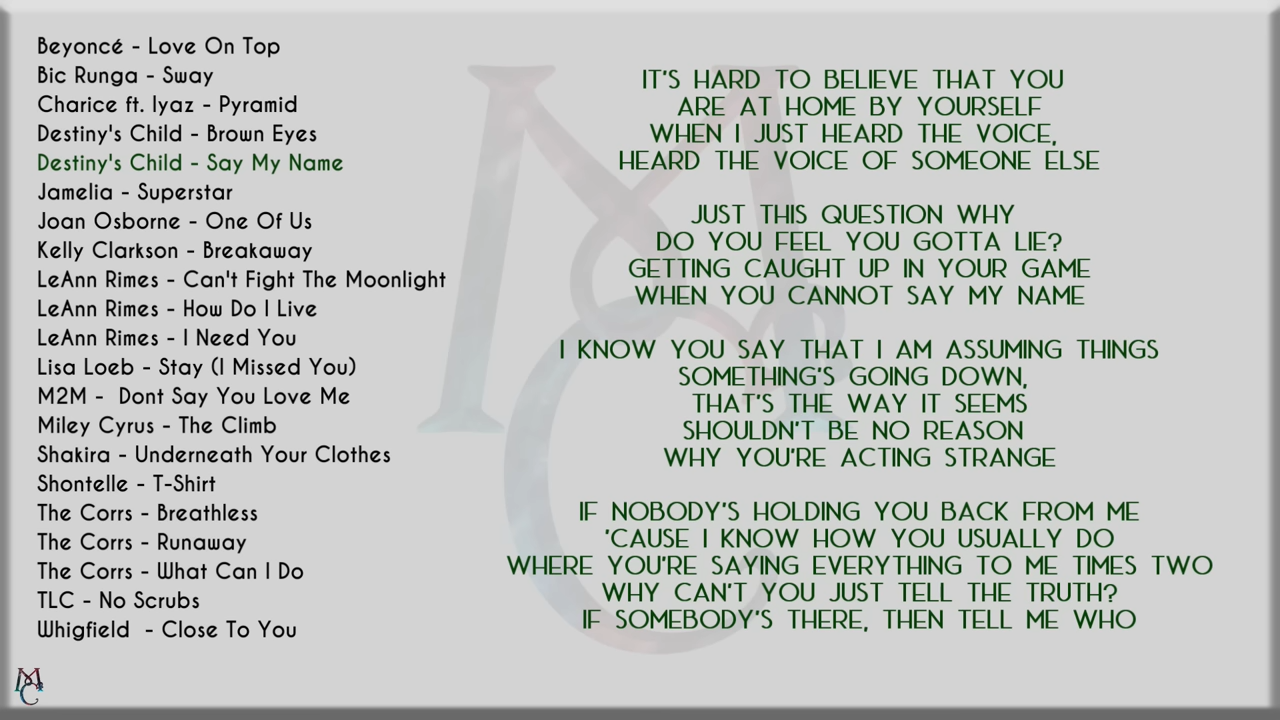 Beyoncé - Love On Top
Bic Runga - Sway
Charice ft. Iyaz - Pyramid
Destiny's Child - Brown Eyes
Destiny's Child - Say My Name
Jamelia - Superstar
Joan Osborne - One Of Us
Kelly Clarkson - Breakaway
LeAnn Rimes - Can't Fight The Moonlight
LeAnn Rimes - How Do I Live
LeAnn Rimes - I Need You
Lisa Loeb - Stay (I Missed You)
M2M -  Dont Say You Love Me
Miley Cyrus - The Climb
Shakira - Underneath Your Clothes
Shontelle - T-Shirt
The Corrs - Breathless
The Corrs - Runaway
The Corrs - What Can I Do
TLC - No Scrubs
Whigfield  - Close To You
IT'S HARD TO BELIEVE THAT YOU
ARE AT HOME BY YOURSELF
WHEN I JUST HEARD THE VOICE,
HEARD THE VOICE OF SOMEONE ELSE
JUST THIS QUESTION WHY
DO YOU FEEL YOU GOTTA LIE?
GETTING CAUGHT UP IN YOUR GAME
WHEN YOU CANNOT SAY MY NAME
I KNOW YOU SAY THAT I AM ASSUMING THINGS
SOMETHING'S GOING DOWN,
THAT'S THE WAY IT SEEMS
SHOULDN'T BE NO REASON
WHY YOU'RE ACTING STRANGE
IF NOBODY'S HOLDING YOU BACK FROM ME
'CAUSE I KNOW HOW YOU USUALLY DO
WHERE YOU'RE SAYING EVERYTHING TO ME TIMES TWO
WHY CAN'T YOU JUST TELL THE TRUTH?
IF SOMEBODY'S THERE, THEN TELL ME WHO
MC